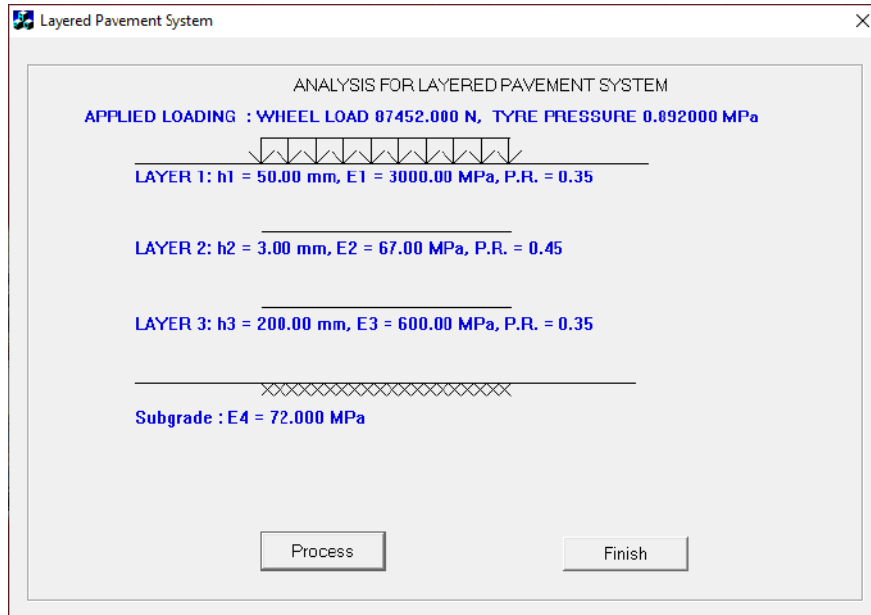 Layered Pavement System
ANALYSIS FOR LAYERED PAVEMENT SYSTEM
APPLIED LOADING : WHEEL LOAD 87452.000 N, TYRE PRESSURE 0.892000 MPa
LAYER 1: h1 = 50.00 mm, E1 = 3000.00 MPa, P.R. = 0.35
LAYER 2: h2 = 3.00 mm, E2 = 67.00 MPa, P.R. = 0.45
LAYER 3: h3 = 200.00 mm, E3 = 600.00 MPa, P.R. = 0.35
Subgrade : E4 = 72.000 MPa
Process
Finish